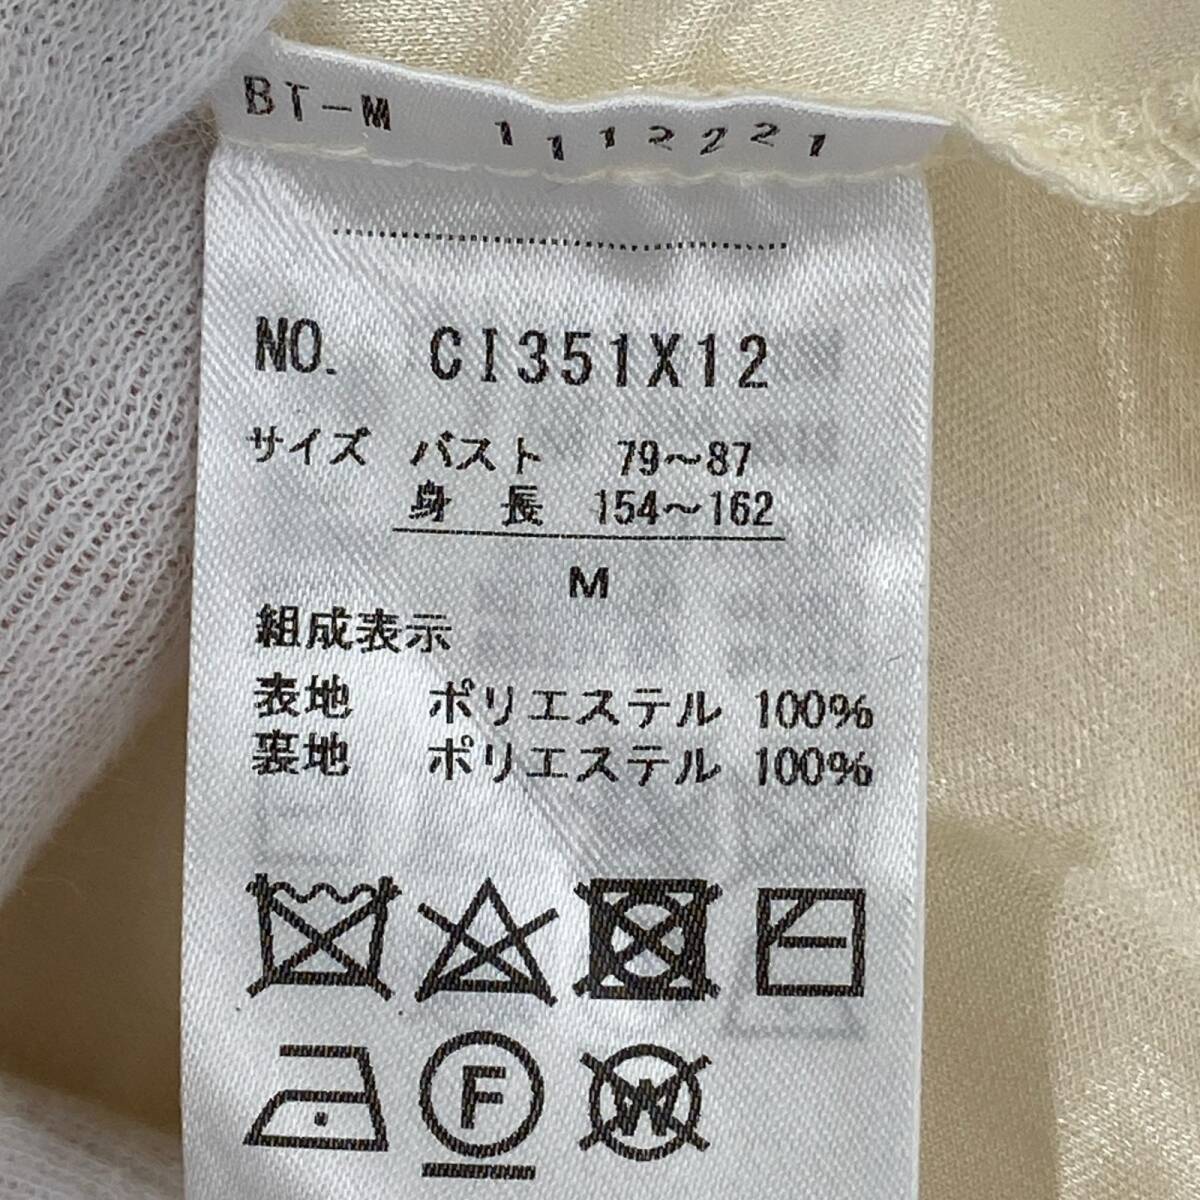 BT-M 1112221
NO. CI351X12
サイズ バスト 79〜87
身長 154〜162
M
組成表示
表地 ポリエステル 100%
裏地 ポリエステル 100%
F
W